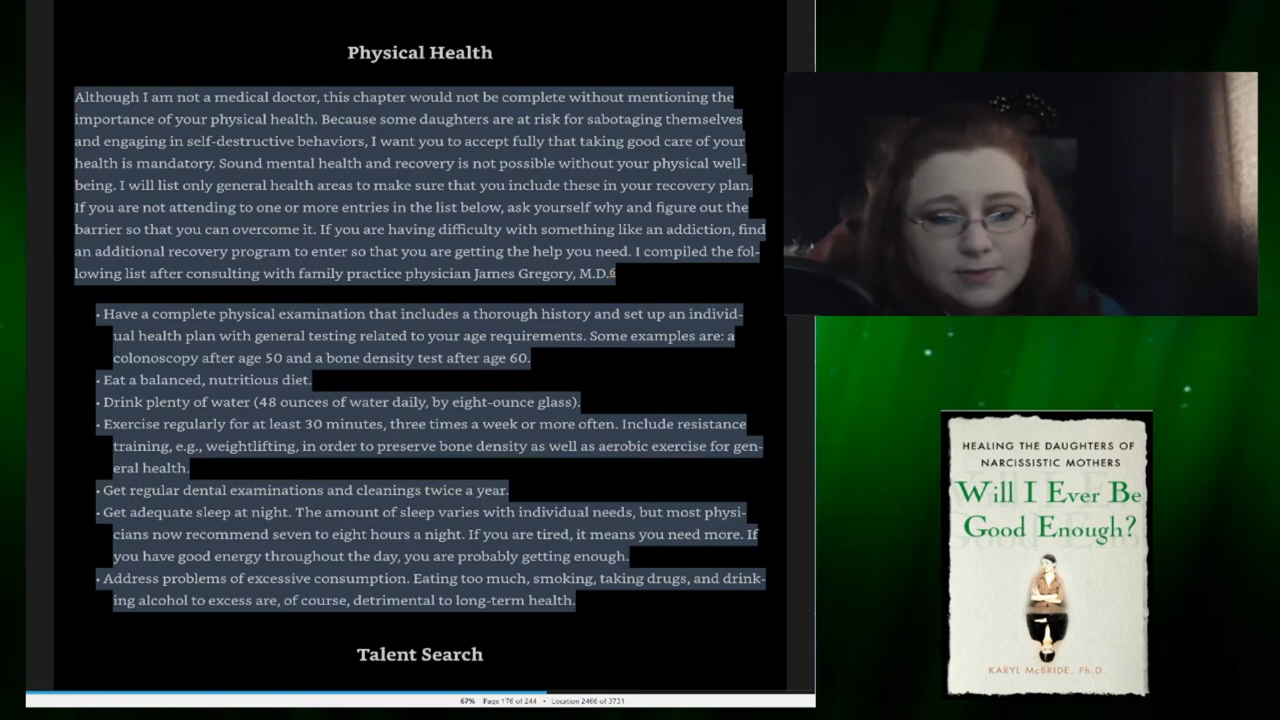 Physical Health
Although I am not a medical doctor, this chapter would not be complete without mentioning the
importance of your physical health. Because some daughters are at risk for sabotaging themselves
and engaging in self-destructive behaviors, I want you to accept fully that taking good care of your
health is mandatory. Sound mental health and recovery is not possible without your physical well-
being. I will list only general health areas to make sure that you include these in your recovery plan.
If you are not attending to one or more entries in the list below, ask yourself why and figure out the
barrier so that you can overcome it. If you are having difficulty with something like an addiction, find
an additional recovery program to enter so that you are getting the help you need. I compiled the fol-
lowing list after consulting with family practice physician James Gregory, M.D.6
• Have a complete physical examination that includes a thorough history and set up an individ-
ual health plan with general testing related to your age requirements. Some examples are: a
colonoscopy after age 50 and a bone density test after age 60.
• Eat a balanced, nutritious diet.
• Drink plenty of water (48 ounces of water daily, by eight-ounce glass).
• Exercise regularly for at least 30 minutes, three times a week or more often. Include resistance
training, e.g., weightlifting, in order to preserve bone density as well as aerobic exercise for gen-
eral health.
• Get regular dental examinations and cleanings twice a year.
• Get adequate sleep at night. The amount of sleep varies with individual needs, but most physi-
cians now recommend seven to eight hours a night. If you are tired, it means you need more. If
you have good energy throughout the day, you are probably getting enough.
• Address problems of excessive consumption. Eating too much, smoking, taking drugs, and drink-
ing alcohol to excess are, of course, detrimental to long-term health.
Talent Search
67% Page 176 of 244 • Location 2466 of 3731
HEALING THE DAUGHTERS OF
NARCISSISTIC MOTHERS
Will I Ever Be
Good Enough?
KARYL McBRIDE, Ph.D.